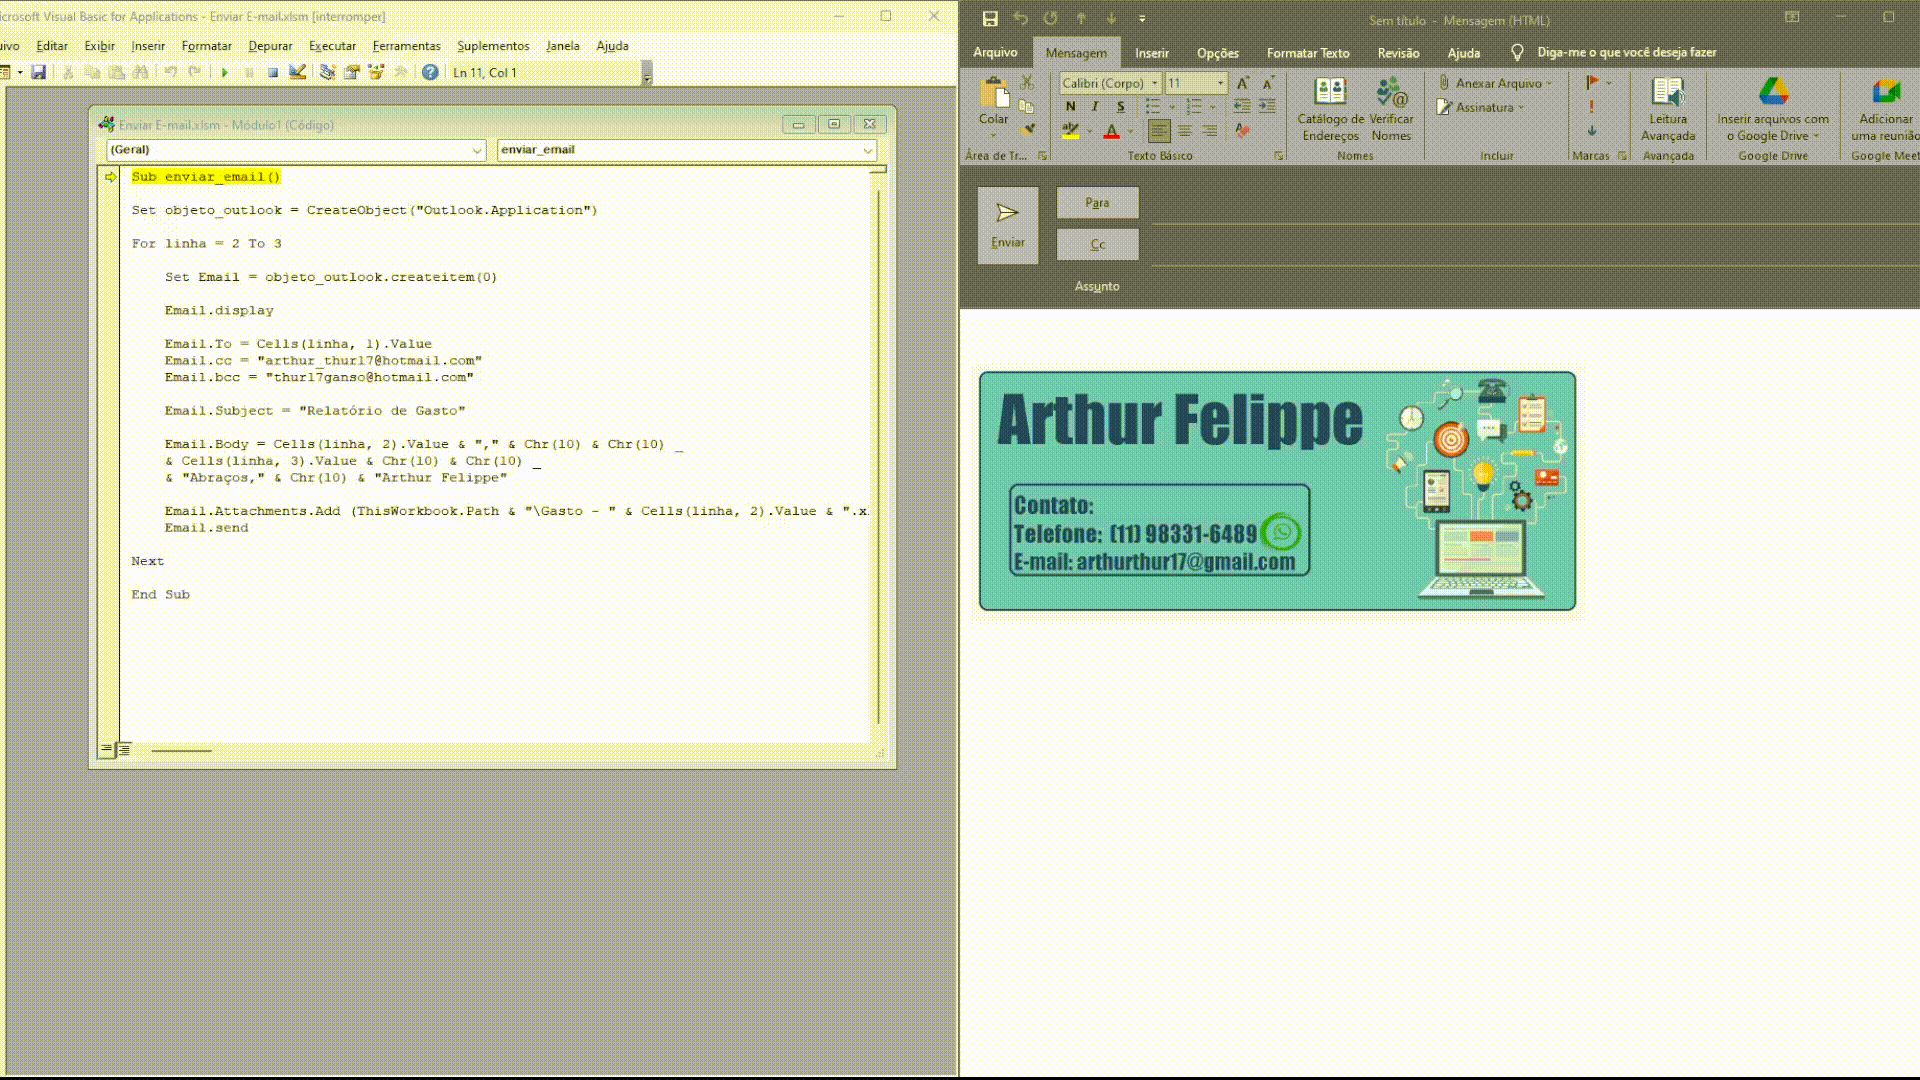 icrosoft Visual Basic for Applications - Enviar E-mail.xlsm [interromper]
ivo Editar Exibir Inserir Formatar Depurar Executar Ferramentas Suplementos Janela Ajuda
Ln 11, Col 1
Enviar E-mail.xlsm - Módulo1 (Código)
(Geral) enviar_email
Sub enviar_email()
Set objeto_outlook = CreateObject("Outlook.Application")
For linha = 2 To 3
Set Email = objeto_outlook.createitem(0)
Email.display
Email.To = Cells(linha, 1).Value
Email.cc = "arthur_thur17@hotmail.com"
Email.bcc = "thur17ganso@hotmail.com"
Email.Subject = "Relatório de Gasto"
Email.Body = Cells(linha, 2).Value & "," & Chr(10) & Chr(10) _
& Cells(linha, 3).Value & Chr(10) & Chr(10) _
& "Abraços," & Chr(10) & "Arthur Felippe"
Email.Attachments.Add (ThisWorkbook.Path & "\Gasto - " & Cells(linha, 2).Value & ".x
Email.send
Next
End Sub
Sem título - Mensagem (HTML)
Arquivo Mensagem Inserir Opções Formatar Texto Revisão Ajuda Diga-me o que você deseja fazer
Colar
Calibri (Corpo) 11
N I S
Catálogo de Endereços
Verificar Nomes
Anexar Arquivo
Assinatura
Leitura Avançada
Inserir arquivos com o Google Drive
Adicionar uma reunião
Área de Tr... Texto Básico Nomes Incluir Marcas Avançada Google Drive Google Meet
Enviar
Para
Cc
Assunto
Arthur Felippe
Contato:
Telefone: (11) 98331-6489
E-mail: arthurthur17@gmail.com